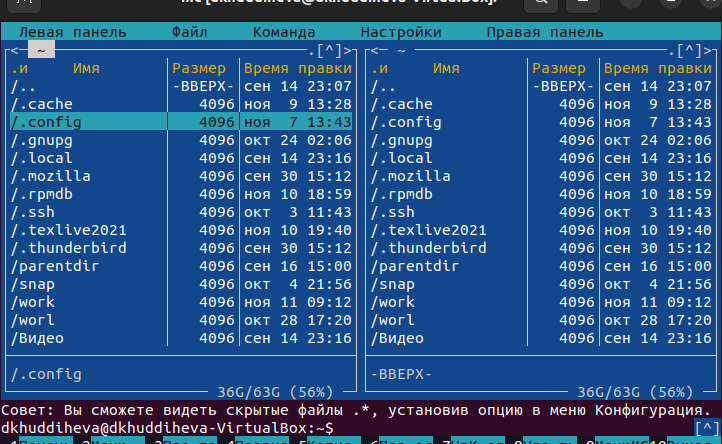 mc [dkhuddiheva@dkhuddiheva-VirtualBox]:
Левая панель Файл Команда Настройки Правая панель
<- ~ .[^]> <- ~ .[^]>
.и Имя Размер Время правки .и Имя Размер Время правки
/.. -ВВЕРХ- сен 14 23:07 /.. -ВВЕРХ- сен 14 23:07
/.cache 4096 ноя 9 13:28 /.cache 4096 ноя 9 13:28
/.config 4096 ноя 7 13:43 /.config 4096 ноя 7 13:43
/.gnupg 4096 окт 24 02:06 /.gnupg 4096 окт 24 02:06
/.local 4096 сен 14 23:16 /.local 4096 сен 14 23:16
/.mozilla 4096 сен 30 15:12 /.mozilla 4096 сен 30 15:12
/.rpmdb 4096 ноя 10 18:59 /.rpmdb 4096 ноя 10 18:59
/.ssh 4096 окт 3 11:43 /.ssh 4096 окт 3 11:43
/.texlive2021 4096 ноя 10 19:40 /.texlive2021 4096 ноя 10 19:40
/.thunderbird 4096 сен 30 15:12 /.thunderbird 4096 сен 30 15:12
/parentdir 4096 сен 16 15:00 /parentdir 4096 сен 16 15:00
/snap 4096 окт 4 21:56 /snap 4096 окт 4 21:56
/work 4096 ноя 11 09:12 /work 4096 ноя 11 09:12
/worl 4096 окт 28 17:20 /worl 4096 окт 28 17:20
/Видео 4096 сен 14 23:16 /Видео 4096 сен 14 23:16
/.config -ВВЕРХ-
36G/63G (56%) 36G/63G (56%)
Совет: Вы сможете видеть скрытые файлы .*, установив опцию в меню Конфигурация.
dkhuddiheva@dkhuddiheva-VirtualBox:~$ [^]